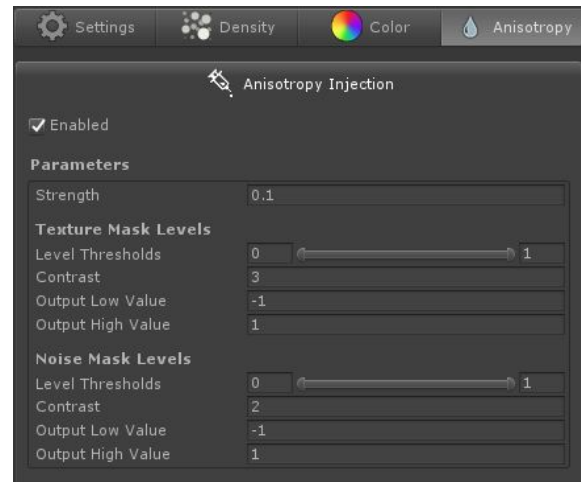 Settings Density Color Anisotropy
Anisotropy Injection
Enabled
Parameters
Strength 0.1
Texture Mask Levels
Level Thresholds 0 1
Contrast 3
Output Low Value -1
Output High Value 1
Noise Mask Levels
Level Thresholds 0 1
Contrast 2
Output Low Value -1
Output High Value 1